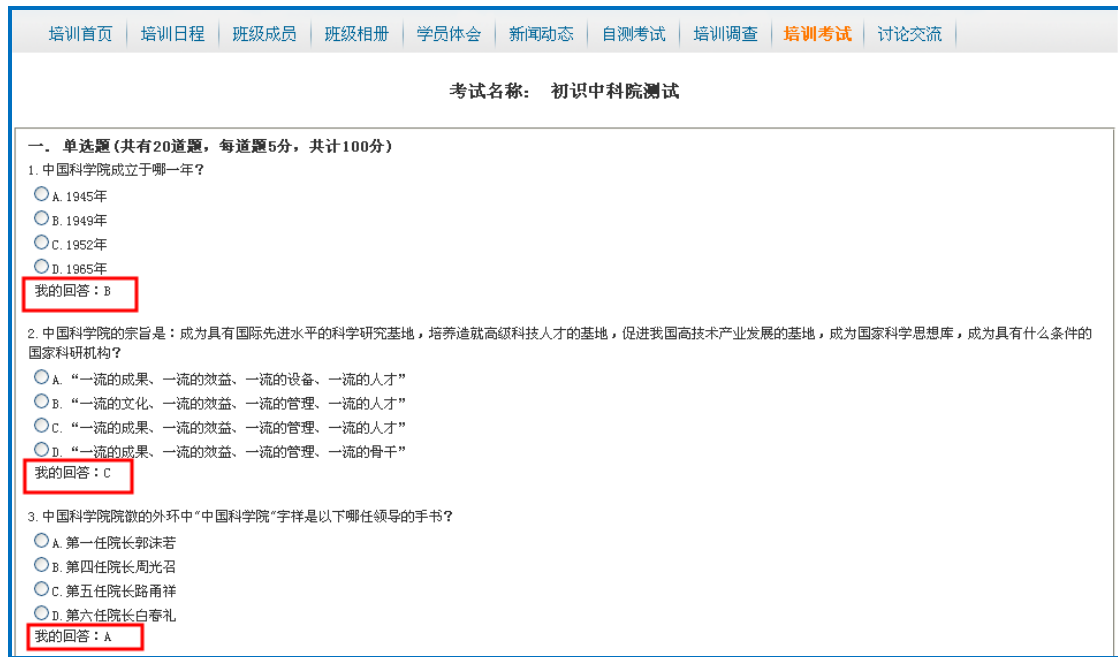 培训首页 培训日程 班级成员 班级相册 学员体会 新闻动态 自测考试 培训调查 培训考试 讨论交流
考试名称： 初识中科院测试
一. 单选题(共有20道题，每道题5分，共计100分)
1.中国科学院成立于哪一年?
A.1945年
B.1949年
C.1952年
D.1965年
我的回答：B
2.中国科学院的宗旨是：成为具有国际先进水平的科学研究基地，培养造就高级科技人才的基地，促进我国高技术产业发展的基地，成为国家科学思想库，成为具有什么条件的
国家科研机构?
A.“一流的成果、一流的效益、一流的设备、一流的人才”
B.“一流的文化、一流的效益、一流的管理、一流的人才”
C.“一流的成果、一流的效益、一流的管理、一流的人才”
D.“一流的成果、一流的效益、一流的管理、一流的骨干”
我的回答：C
3.中国科学院院徽的外环中"中国科学院"字样是以下哪任领导的手书?
A.第一任院长郭沫若
B.第四任院长周光召
C.第五任院长路甬祥
D.第六任院长白春礼
我的回答：A